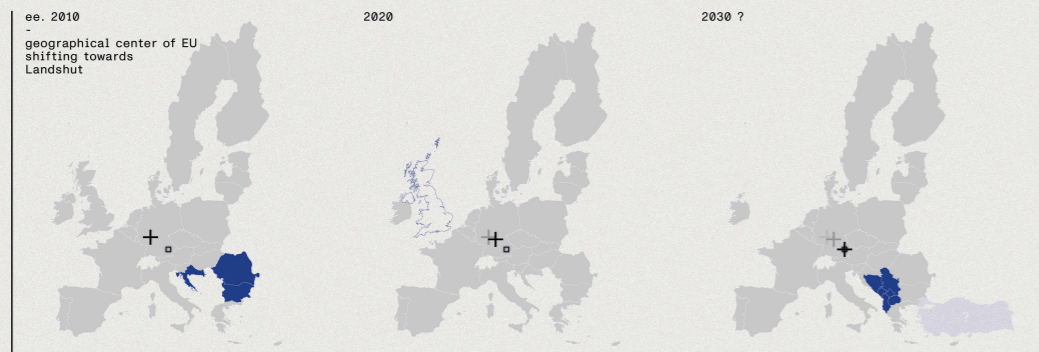 ee. 2010
-
geographical center of EU
shifting towards
Landshut
2020
2030 ?
?